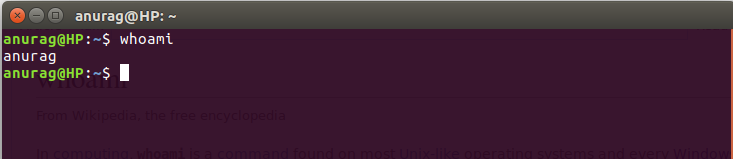 anurag@HP: ~
anurag@HP:~$ whoami
anurag
anurag@HP:~$
whoami
From Wikipedia, the free encyclopedia
In computing, whoami is a command found on most Unix-like operating systems and every Window